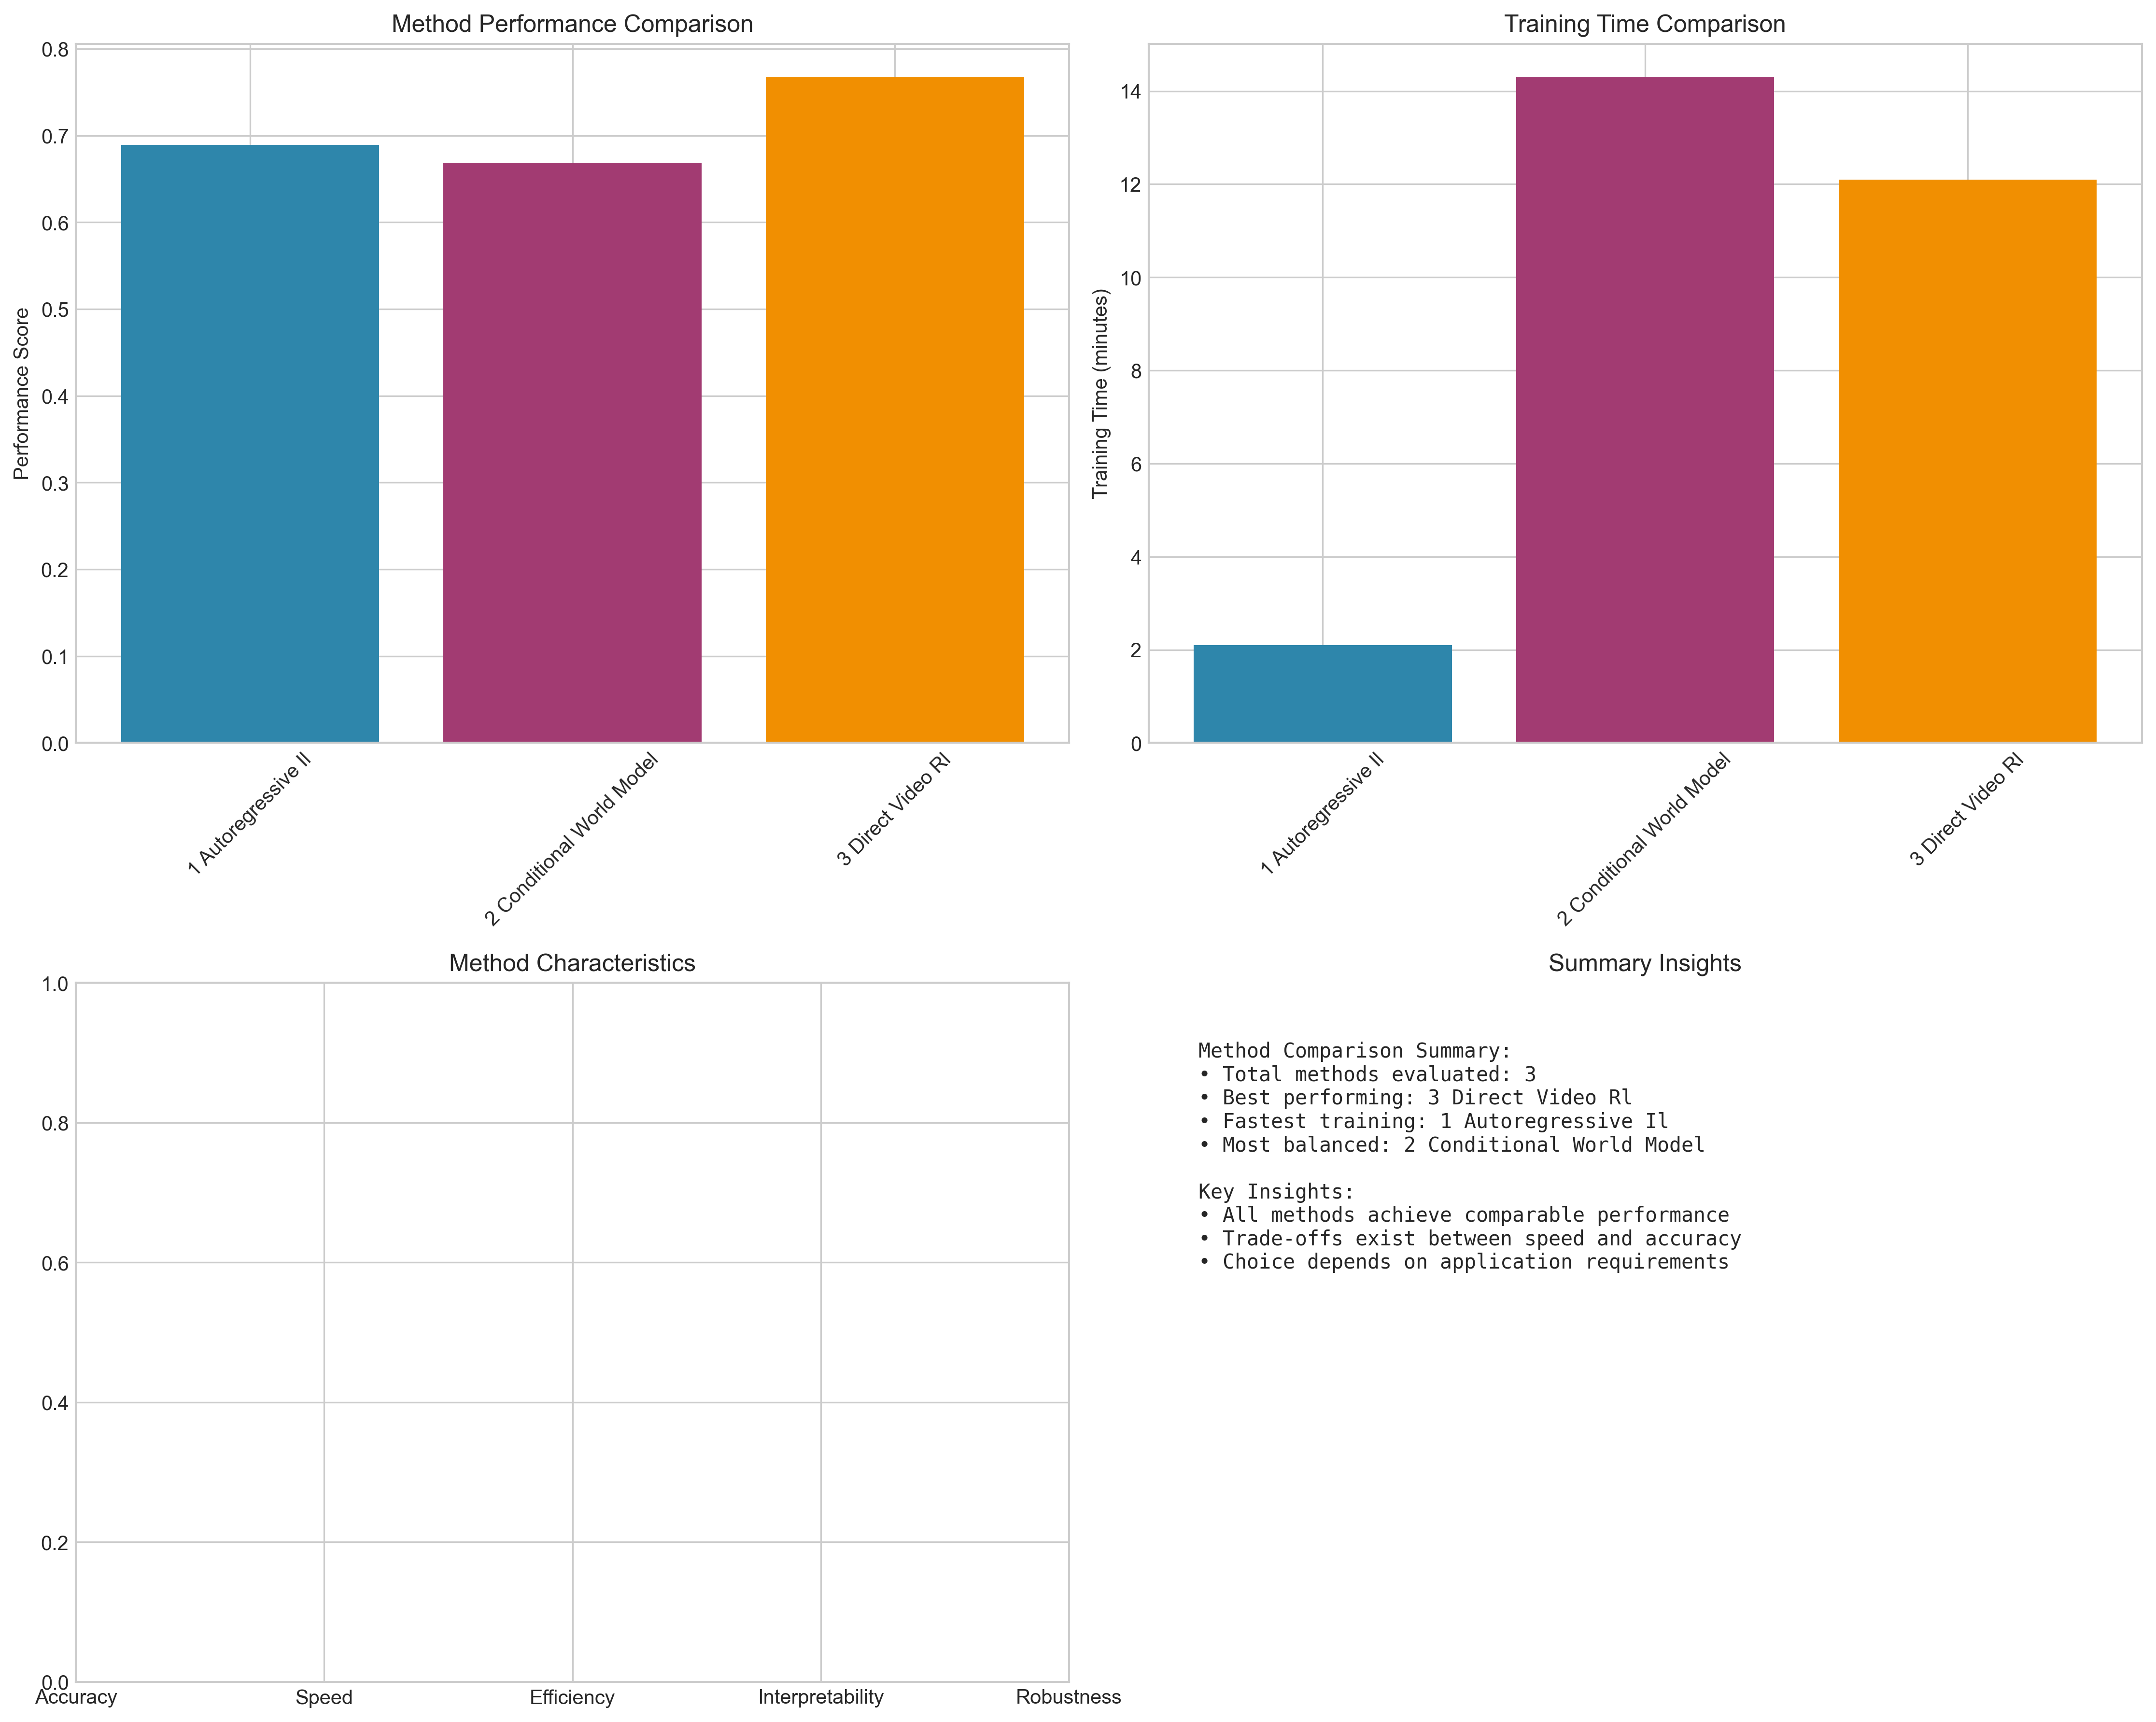 Method Performance Comparison
Performance Score
0.8
0.7
0.6
0.5
0.4
0.3
0.2
0.1
0.0
1 Autoregressive Il
2 Conditional World Model
3 Direct Video Rl
Training Time Comparison
Training Time (minutes)
14
12
10
8
6
4
2
0
1 Autoregressive Il
2 Conditional World Model
3 Direct Video Rl
Method Characteristics
1.0
0.8
0.6
0.4
0.2
0.0
Accuracy
Speed
Efficiency
Interpretability
Robustness
Summary Insights
Method Comparison Summary:
• Total methods evaluated: 3
• Best performing: 3 Direct Video Rl
• Fastest training: 1 Autoregressive Il
• Most balanced: 2 Conditional World Model
Key Insights:
• All methods achieve comparable performance
• Trade-offs exist between speed and accuracy
• Choice depends on application requirements